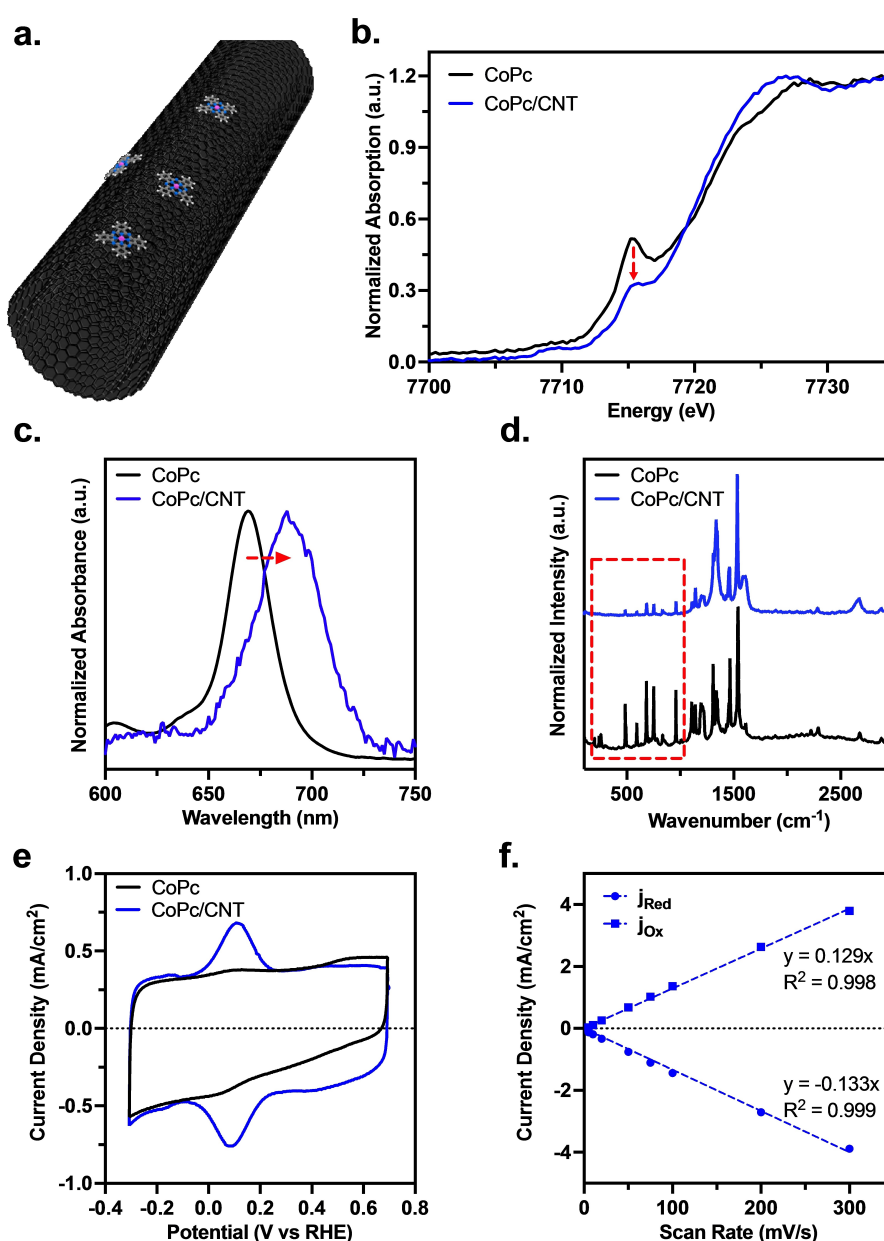 a.
b.
CoPc
CoPc/CNT
Normalized Absorption (a.u.)
1.2
0.9
0.6
0.3
0.0
7700
7710
7720
7730
Energy (eV)
c.
CoPc
CoPc/CNT
Normalized Absorbance (a.u.)
600
650
700
750
Wavelength (nm)
d.
CoPc
CoPc/CNT
Normalized Intensity (a.u.)
500
1500
2500
Wavenumber (cm⁻¹)
e
CoPc
CoPc/CNT
Current Density (mA/cm²)
1.0
0.5
0.0
-0.5
-1.0
-0.4
-0.2
0.0
0.2
0.4
0.6
0.8
Potential (V vs RHE)
f.
j_Red
j_Ox
Current Density (mA/cm²)
4
2
0
-2
-4
y = 0.129x
R² = 0.998
y = -0.133x
R² = 0.999
0
100
200
300
Scan Rate (mV/s)